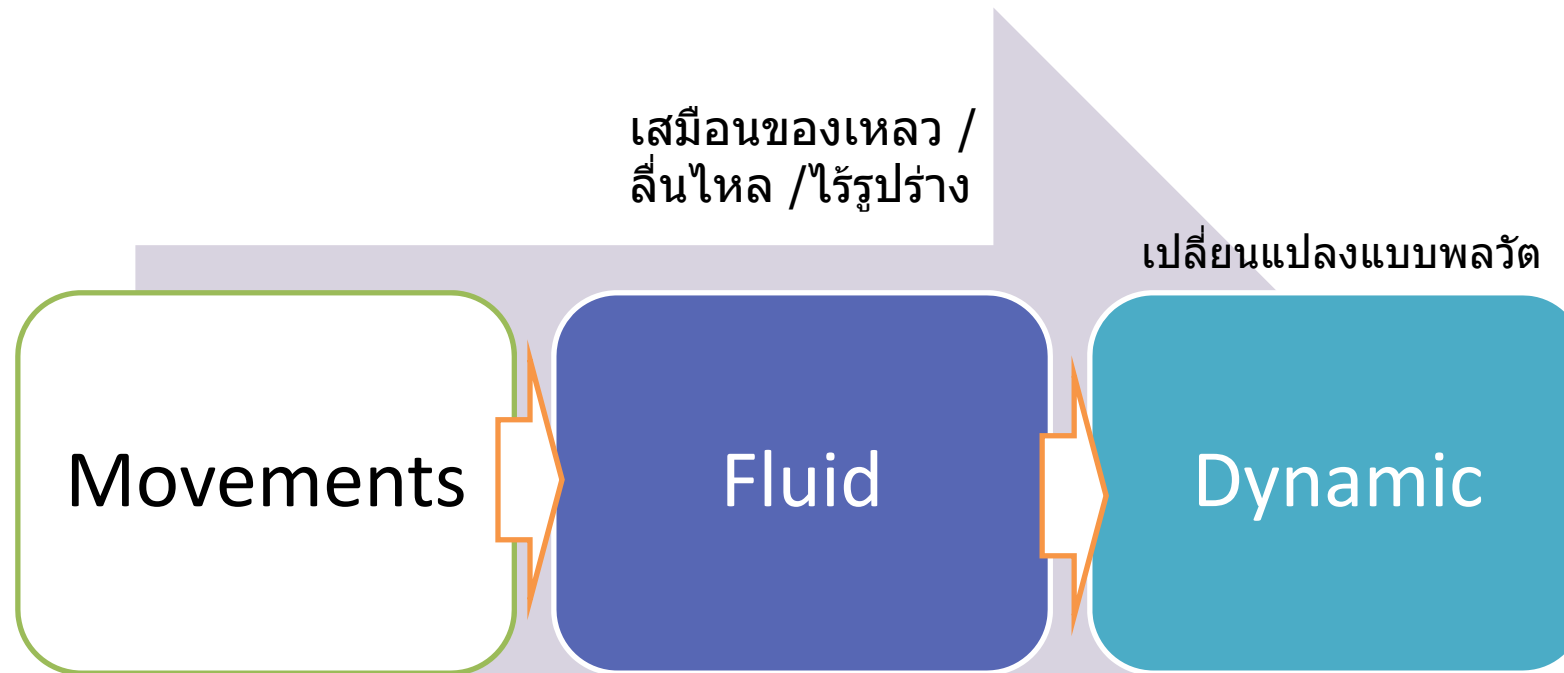 เสมือนของเหลว /
ลื่นไหล /ไร้รูปร่าง
เปลี่ยนแปลงแบบพลวัต
Movements
Fluid
Dynamic